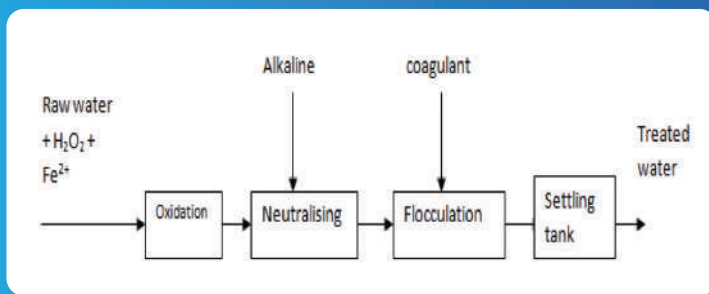 Alkaline
coagulant
Raw water
+ H₂O₂ +
Fe²⁺
Treated
water
Oxidation
Neutralising
Flocculation
Settling
tank